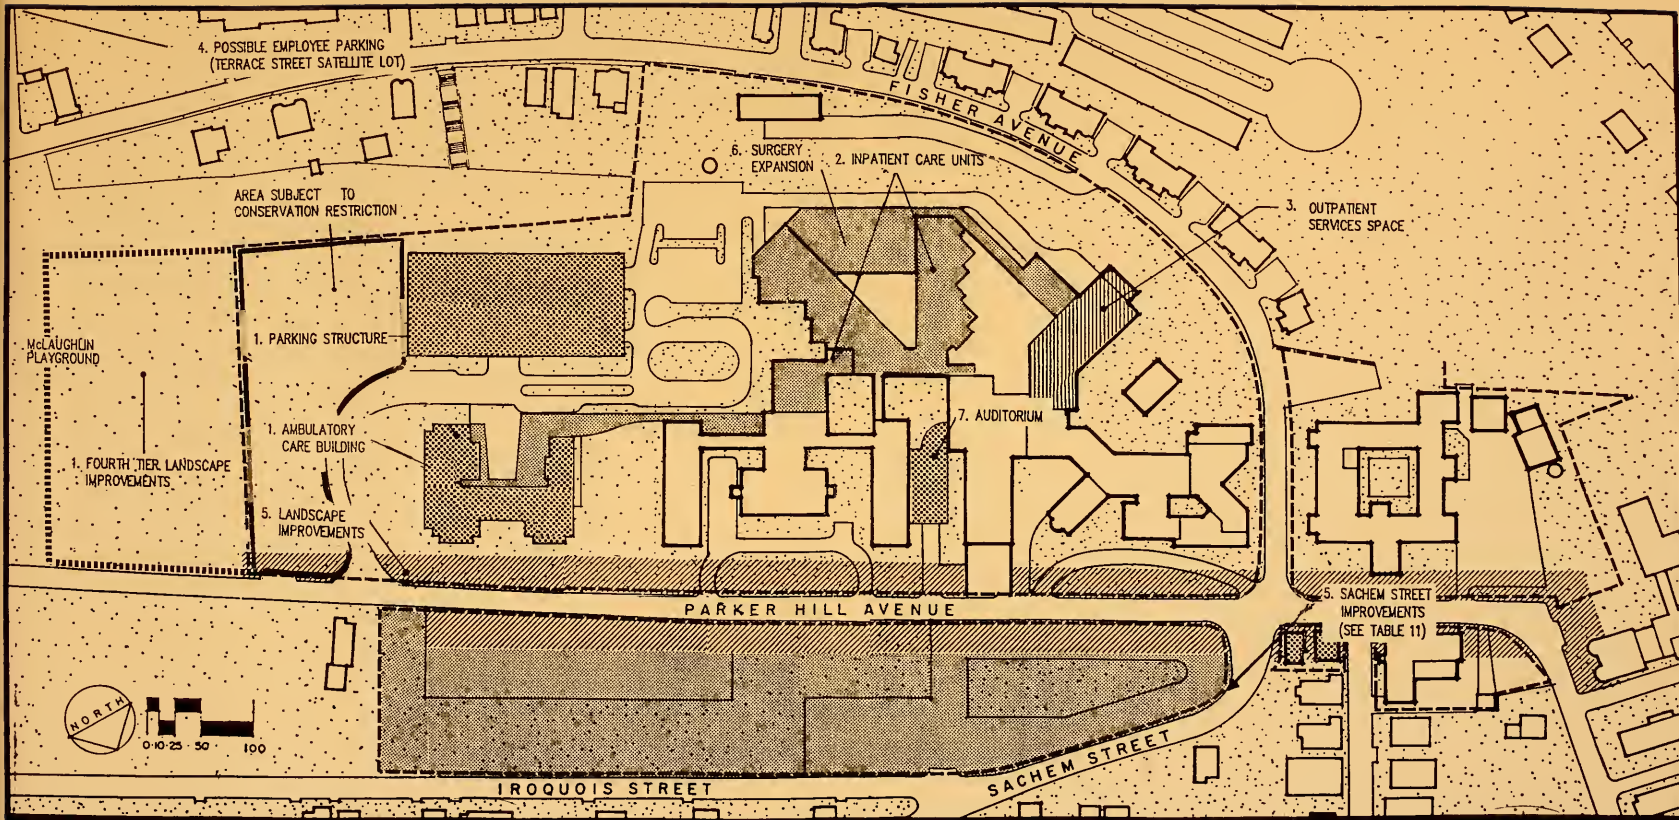 4. POSSIBLE EMPLOYEE PARKING
(TERRACE STREET SATELLITE LOT)
FISHER AVENUE
6. SURGERY
EXPANSION
2. INPATIENT CARE UNITS
AREA SUBJECT TO
CONSERVATION RESTRICTION
3. OUTPATIENT
SERVICES SPACE
1. PARKING STRUCTURE
McLAUGHLIN
PLAYGROUND
7. AUDITORIUM
1. AMBULATORY
CARE BUILDING
1. FOURTH TIER LANDSCAPE
IMPROVEMENTS
5. LANDSCAPE
IMPROVEMENTS
PARKER HILL AVENUE
5. SACHEM STREET
IMPROVEMENTS
(SEE TABLE 11)
NORTH
0·10·25 · 50 100
SACHEM STREET
IROQUOIS STREET